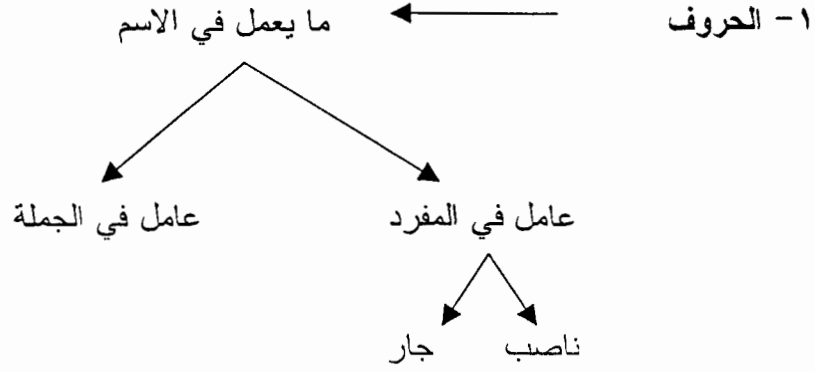 ١- الحروف ما يعمل في الاسم
عامل في المفرد عامل في الجملة
ناصب جار